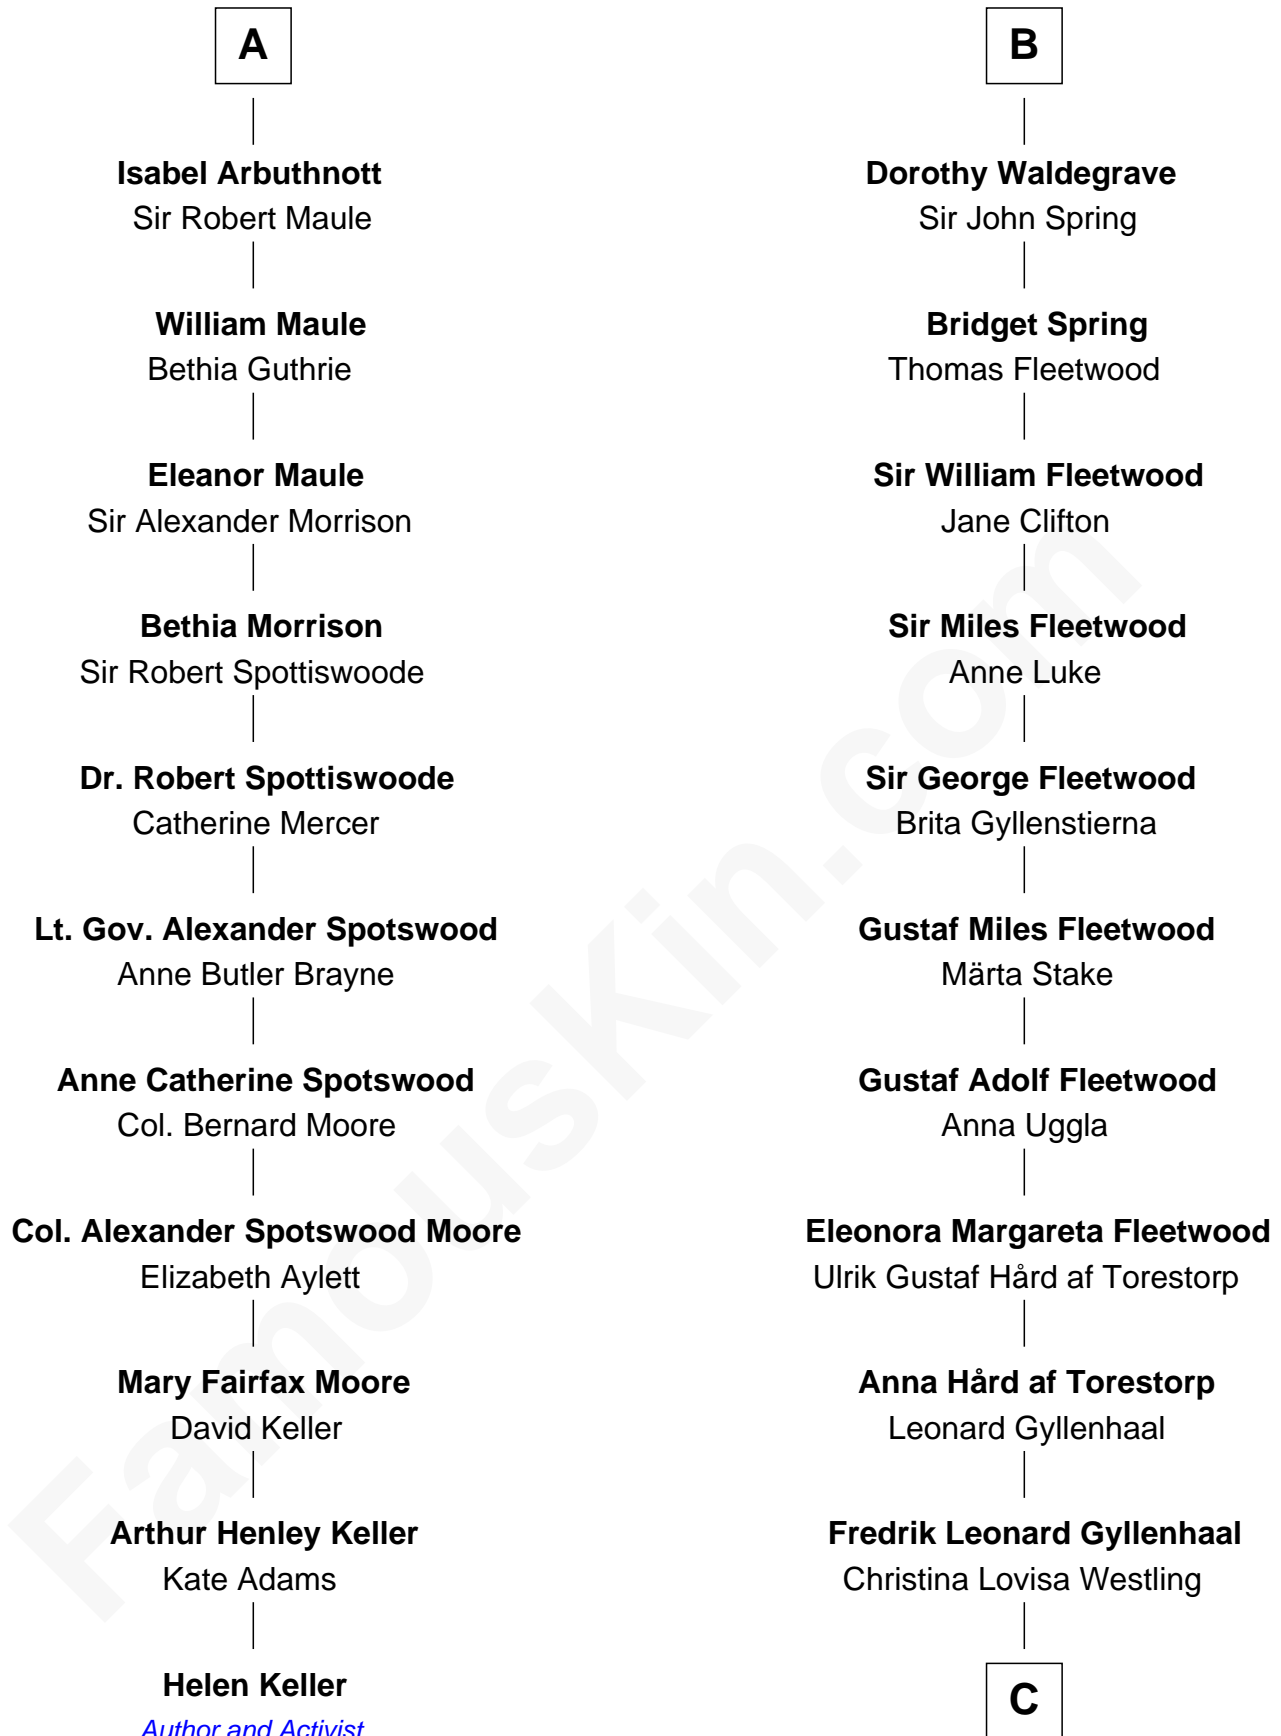 A
Isabel Arbuthnott
Sir Robert Maule
William Maule
Bethia Guthrie
Eleanor Maule
Sir Alexander Morrison
Bethia Morrison
Sir Robert Spottiswoode
Dr. Robert Spottiswoode
Catherine Mercer
Lt. Gov. Alexander Spotswood
Anne Butler Brayne
Anne Catherine Spotswood
Col. Bernard Moore
Col. Alexander Spotswood Moore
Elizabeth Aylett
Mary Fairfax Moore
David Keller
Arthur Henley Keller
Kate Adams
Helen Keller
Author and Activist
B
Dorothy Waldegrave
Sir John Spring
Bridget Spring
Thomas Fleetwood
Sir William Fleetwood
Jane Clifton
Sir Miles Fleetwood
Anne Luke
Sir George Fleetwood
Brita Gyllenstierna
Gustaf Miles Fleetwood
Märta Stake
Gustaf Adolf Fleetwood
Anna Uggla
Eleonora Margareta Fleetwood
Ulrik Gustaf Hård af Torestorp
Anna Hård af Torestorp
Leonard Gyllenhaal
Fredrik Leonard Gyllenhaal
Christina Lovisa Westling
C
FamousKin.com